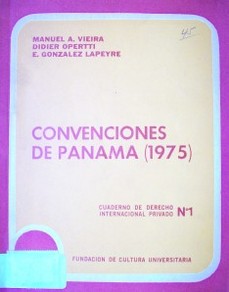 MANUEL A. VIEIRA
DIDIER OPERTTI
E. GONZALEZ LAPEYRE
45
CONVENCIONES
DE PANAMA (1975)
CUADERNO DE DERECHO
INTERNACIONAL PRIVADO Nº1
FUNDACION DE CULTURA UNIVERSITARIA